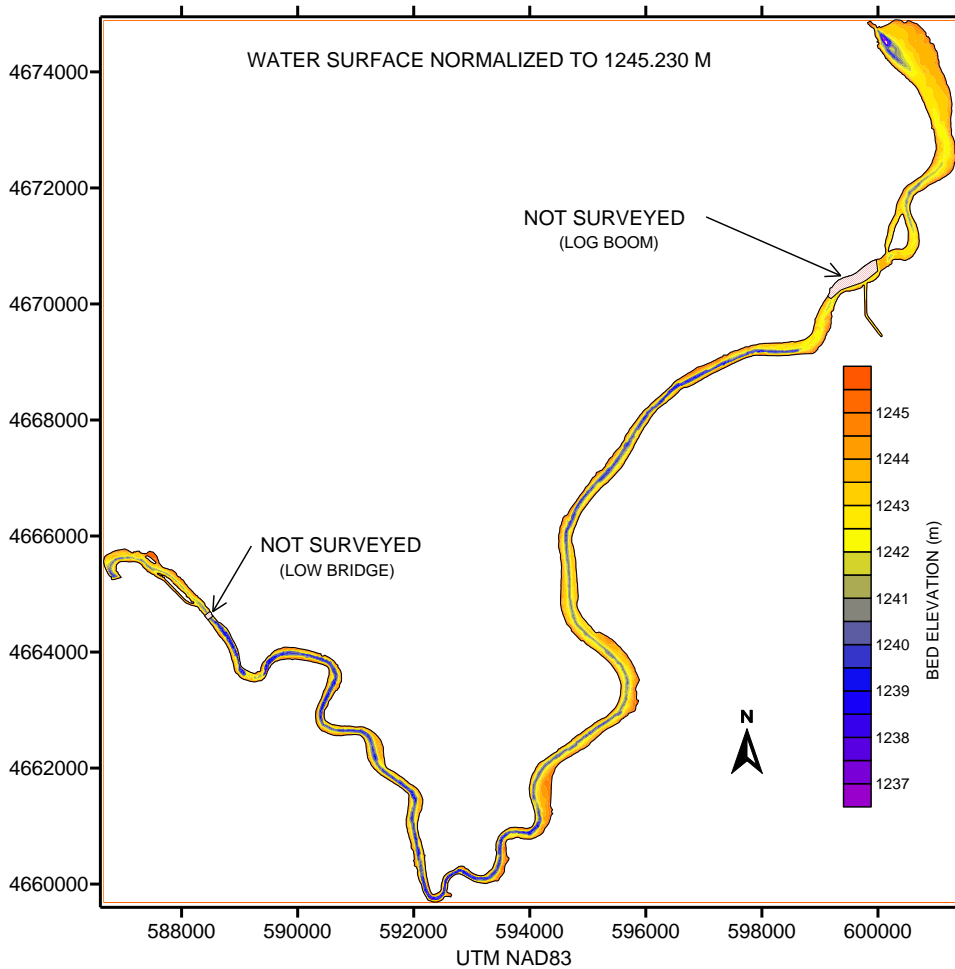 WATER SURFACE NORMALIZED TO 1245.230 M
4674000
4672000
4670000
4668000
4666000
4664000
4662000
4660000
NOT SURVEYED
(LOG BOOM)
NOT SURVEYED
(LOW BRIDGE)
1245
1244
1243
1242
1241
1240
1239
1238
1237
BED ELEVATION (m)
N
588000 590000 592000 594000 596000 598000 600000
UTM NAD83